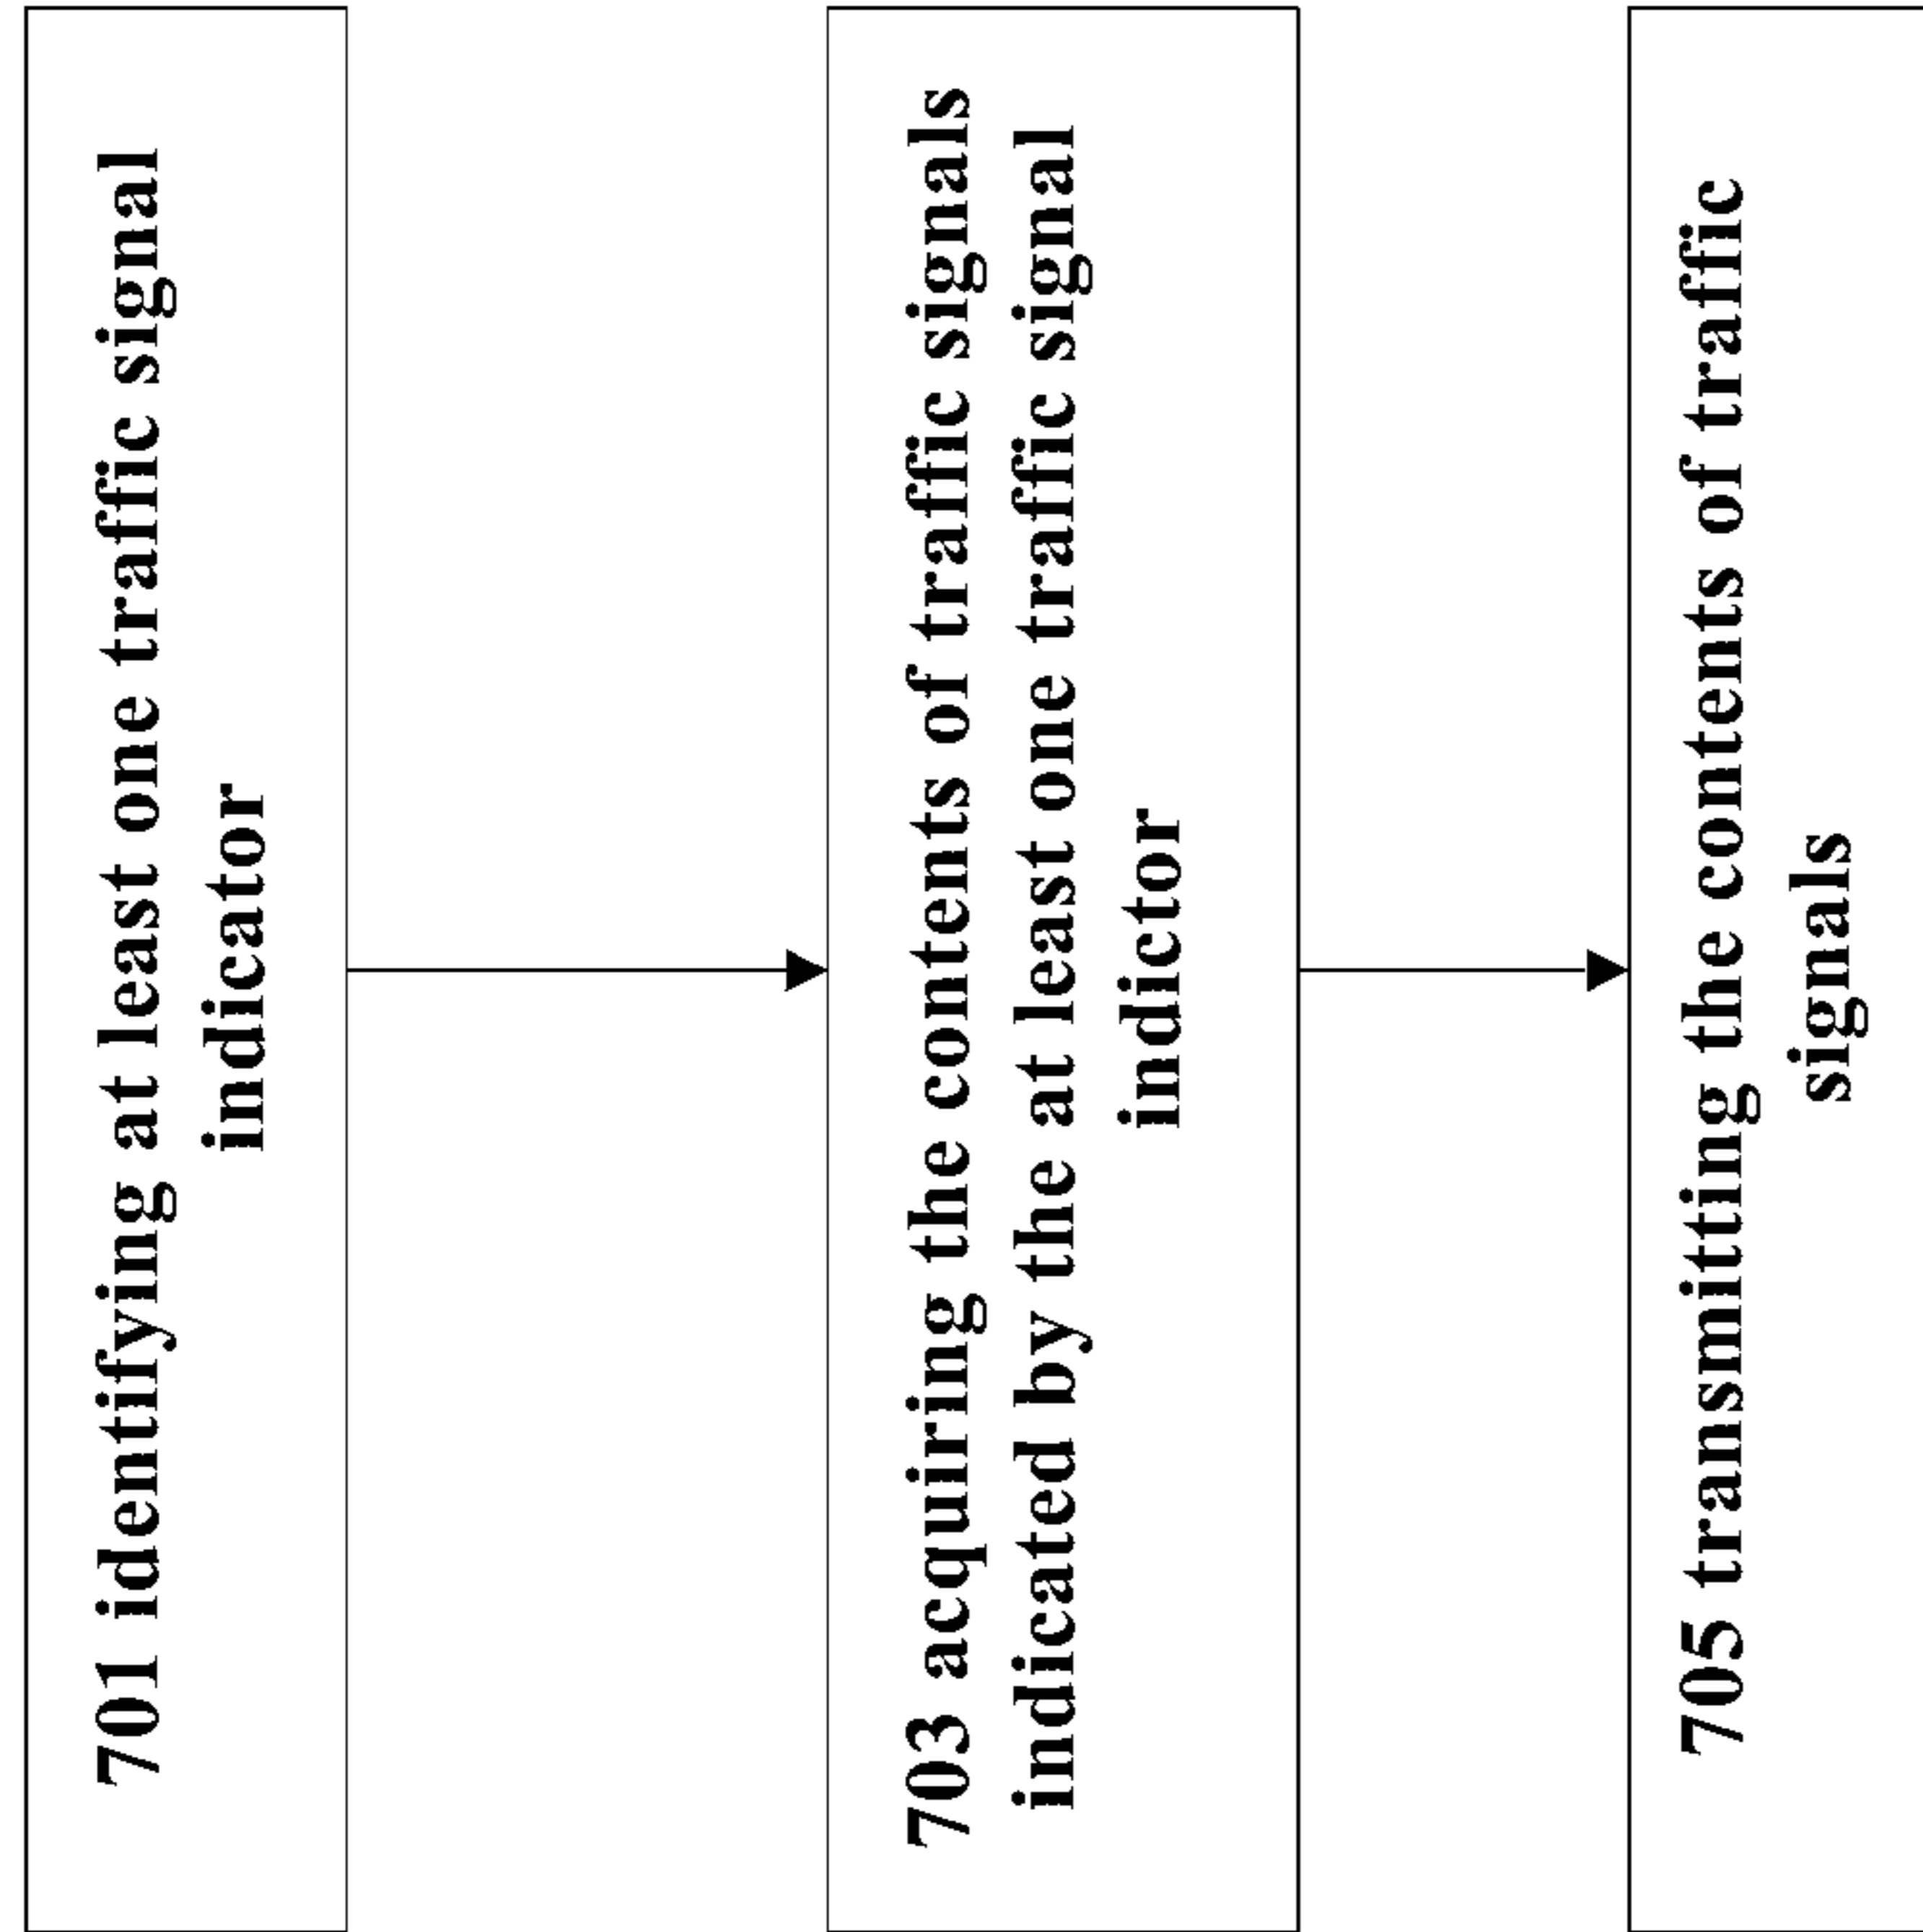 701 identifying at least one traffic signal
indicator
703 acquiring the contents of traffic signals
indicated by the at least one traffic signal
indictor
705 transmitting the contents of traffic
signals